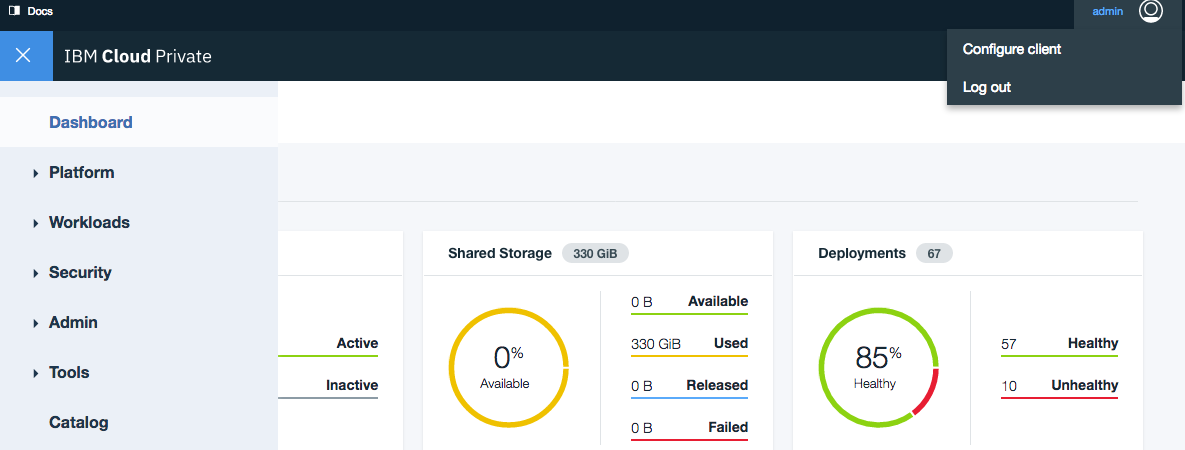 Docs
admin
IBM Cloud Private
Configure client
Log out
Dashboard
Platform
Workloads
Security
Admin
Tools
Catalog
Active
Inactive
Shared Storage 330 GiB
0%
Available
0 B Available
330 GiB Used
0 B Released
0 B Failed
Deployments 67
85%
Healthy
57 Healthy
10 Unhealthy